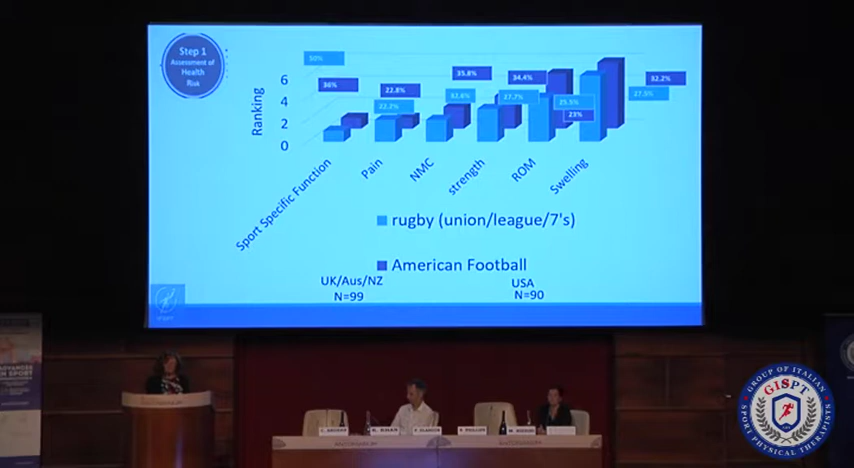 Step 1
Assessment of
Health
Risk
Ranking
6
4
2
0
50%
36%
22.8%
22.2%
35.8%
32.6%
34.4%
27.7%
25.5%
23%
32.2%
27.5%
Sport Specific Function
Pain
NMC
strength
ROM
Swelling
rugby (union/league/7's)
American Football
UK/Aus/NZ
N=99
USA
N=90
GISPT
GROUP OF ITALIAN
SPORT PHYSICAL THERAPISTS